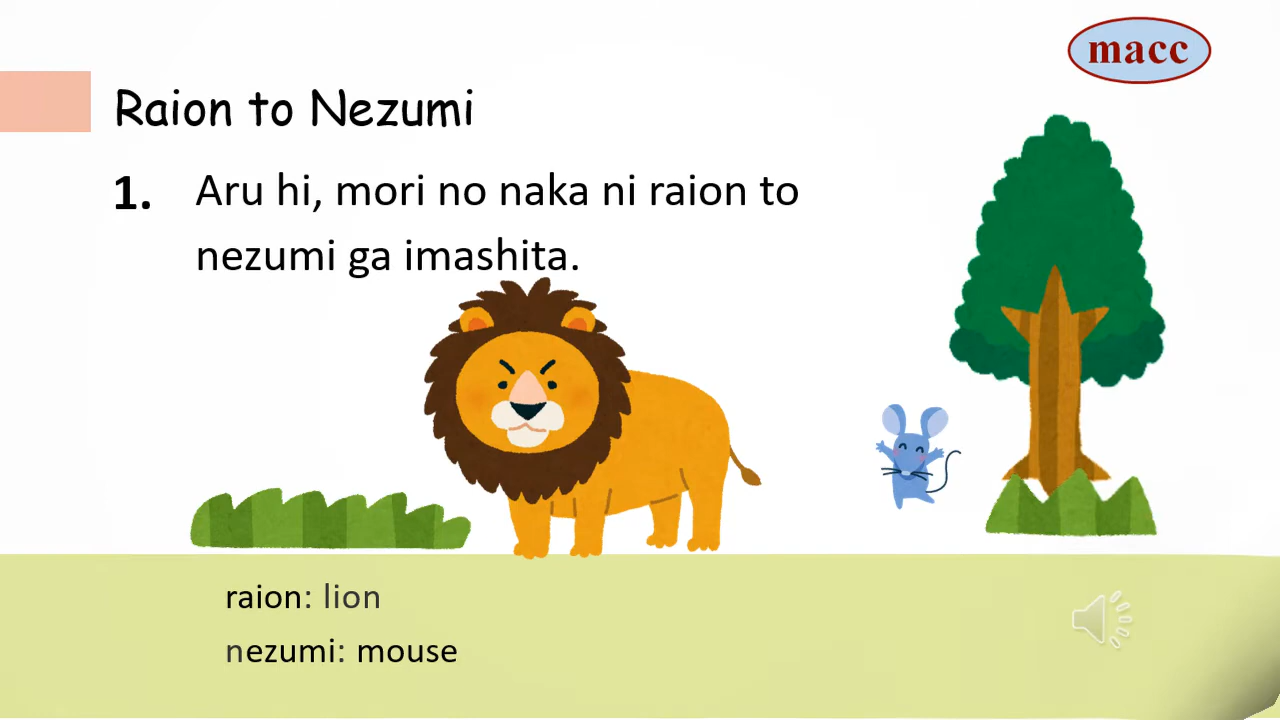 macc
Raion to Nezumi
1. Aru hi, mori no naka ni raion to
nezumi ga imashita.
raion: lion
nezumi: mouse